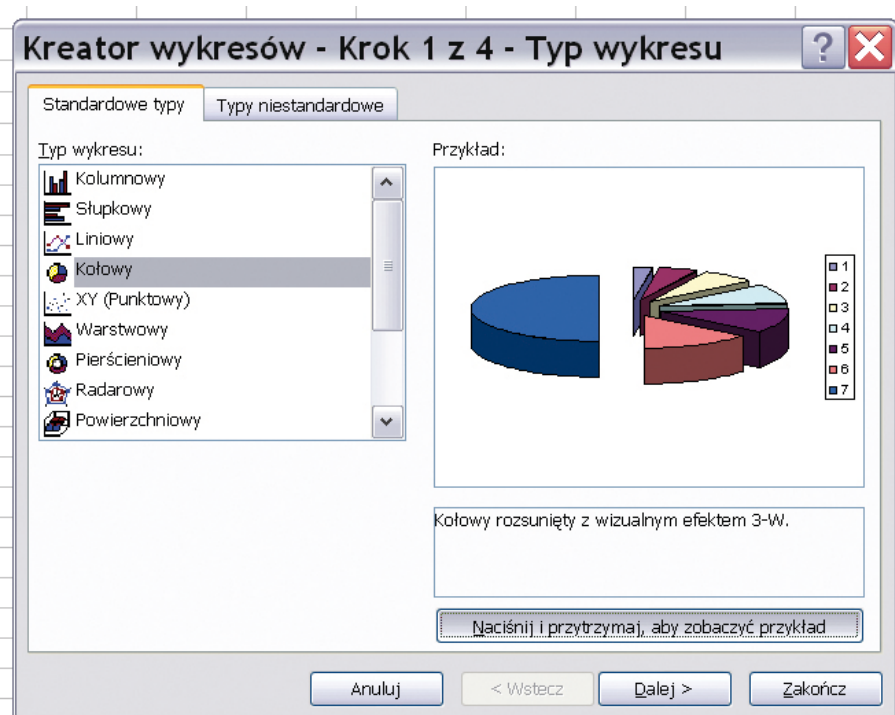 Kreator wykresów - Krok 1 z 4 - Typ wykresu
Standardowe typy
Typy niestandardowe
Typ wykresu:
Kolumnowy
Słupkowy
Liniowy
Kołowy
XY (Punktowy)
Warstwowy
Pierścieniowy
Radarowy
Powierzchniowy
Przykład:
1
2
3
4
5
6
7
Kołowy rozsunięty z wizualnym efektem 3-W.
Naciśnij i przytrzymaj, aby zobaczyć przykład
Anuluj
< Wstecz
Dalej >
Zakończ